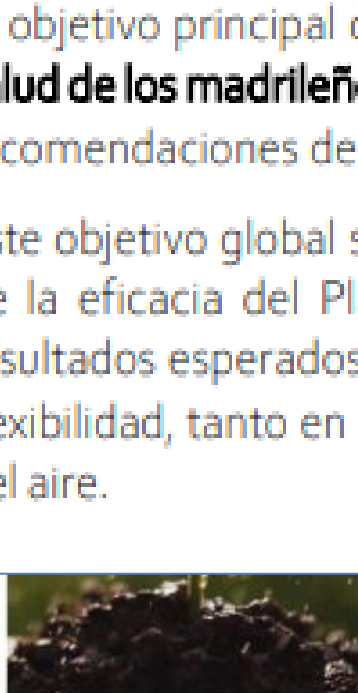 objetivo principal
lud de los madrileñ
comendaciones de
ste objetivo global s
e la eficacia del Pl
sultados esperados
exibilidad, tanto en
el aire.